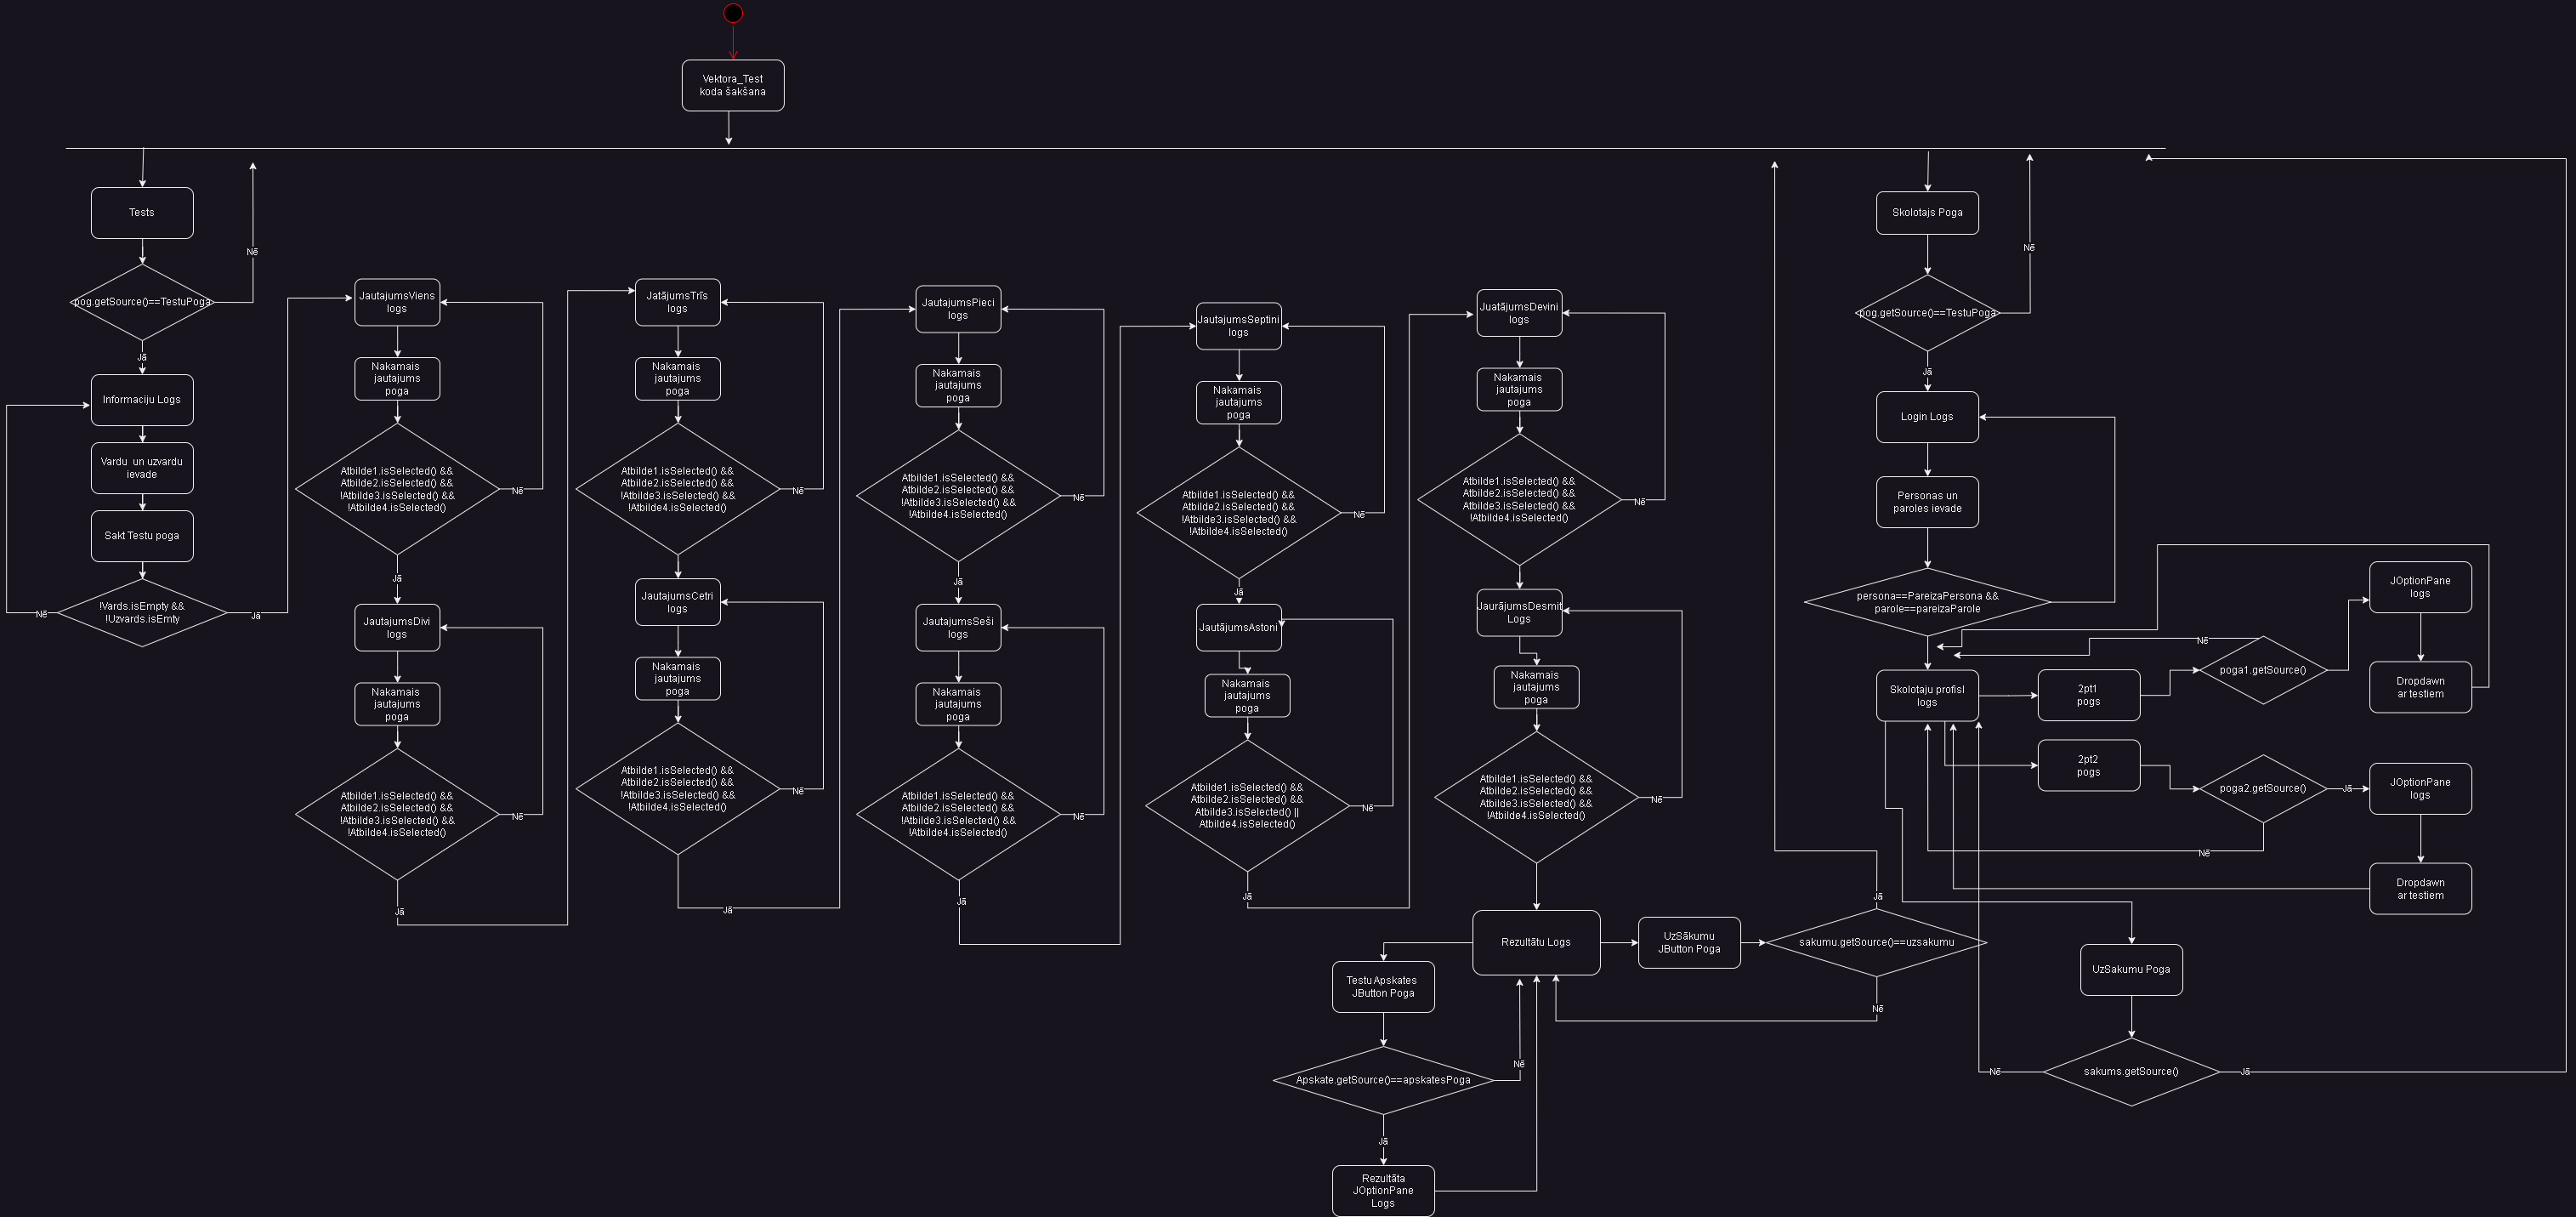 Vektora_Test
koda šakšana
Tests
Nē
pog.getSource()==TestuPoga
Jā
Informaciju Logs
Vardu un uzvardu
ievade
Sakt Testu poga
!Vards.isEmpty &&
!Uzvards.isEmty
Nē
Jā
JautajumsViens
logs
Nakamais
jautajums
poga
Atbilde1.isSelected() &&
Atbilde2.isSelected() &&
!Atbilde3.isSelected() &&
!Atbilde4.isSelected()
Nē
Jā
JautajumsDivi
logs
Nakamais
jautajums
poga
Atbilde1.isSelected() &&
Atbilde2.isSelected() &&
!Atbilde3.isSelected() &&
!Atbilde4.isSelected()
Nē
Jā
JatājumsTrīs
logs
Nakamais
jautajums
poga
Atbilde1.isSelected() &&
Atbilde2.isSelected() &&
!Atbilde3.isSelected() &&
!Atbilde4.isSelected()
Nē
JautajumsCetri
logs
Nakamais
jautajums
poga
Atbilde1.isSelected() &&
Atbilde2.isSelected() &&
!Atbilde3.isSelected() &&
!Atbilde4.isSelected()
Nē
Jā
JautajumsPieci
logs
Nakamais
jautajums
poga
Atbilde1.isSelected() &&
Atbilde2.isSelected() &&
!Atbilde3.isSelected() &&
!Atbilde4.isSelected()
Nē
Jā
JautajumsSeši
logs
Nakamais
jautajums
poga
Atbilde1.isSelected() &&
Atbilde2.isSelected() &&
!Atbilde3.isSelected() &&
!Atbilde4.isSelected()
Nē
Jā
JautajumsSeptini
logs
Nakamais
jautajums
poga
Atbilde1.isSelected() &&
Atbilde2.isSelected() &&
!Atbilde3.isSelected() &&
!Atbilde4.isSelected()
Nē
Jā
JautājumsAstoni
Nakamais
jautajums
poga
Atbilde1.isSelected() &&
Atbilde2.isSelected() &&
Atbilde3.isSelected() ||
Atbilde4.isSelected()
Nē
Jā
JuatājumsDevini
logs
Nakamais
jautajums
poga
Atbilde1.isSelected() &&
Atbilde2.isSelected() &&
Atbilde3.isSelected() &&
!Atbilde4.isSelected()
Nē
JaurājumsDesmit
Logs
Nakamais
jautajums
poga
Atbilde1.isSelected() &&
Atbilde2.isSelected() &&
Atbilde3.isSelected() &&
!Atbilde4.isSelected()
Nē
Rezultātu Logs
UzSākumu
JButton Poga
sakumu.getSource()==uzsakumu
Jā
Nē
Testu Apskates
JButton Poga
Apskate.getSource()==apskatesPoga
Nē
Jā
Rezultāta
JOptionPane
Logs
Skolotajs Poga
Nē
pog.getSource()==TestuPoga
Jā
Login Logs
Personas un
paroles ievade
persona==PareizaPersona &&
parole==pareizaParole
Skolotaju profisl
logs
2pt1
pogs
Nē
poga1.getSource()
JOptionPane
logs
Dropdawn
ar testiem
2pt2
pogs
poga2.getSource()
Jā
Nē
JOptionPane
logs
Dropdawn
ar testiem
UzSakumu Poga
sakums.getSource()
Nē
Jā